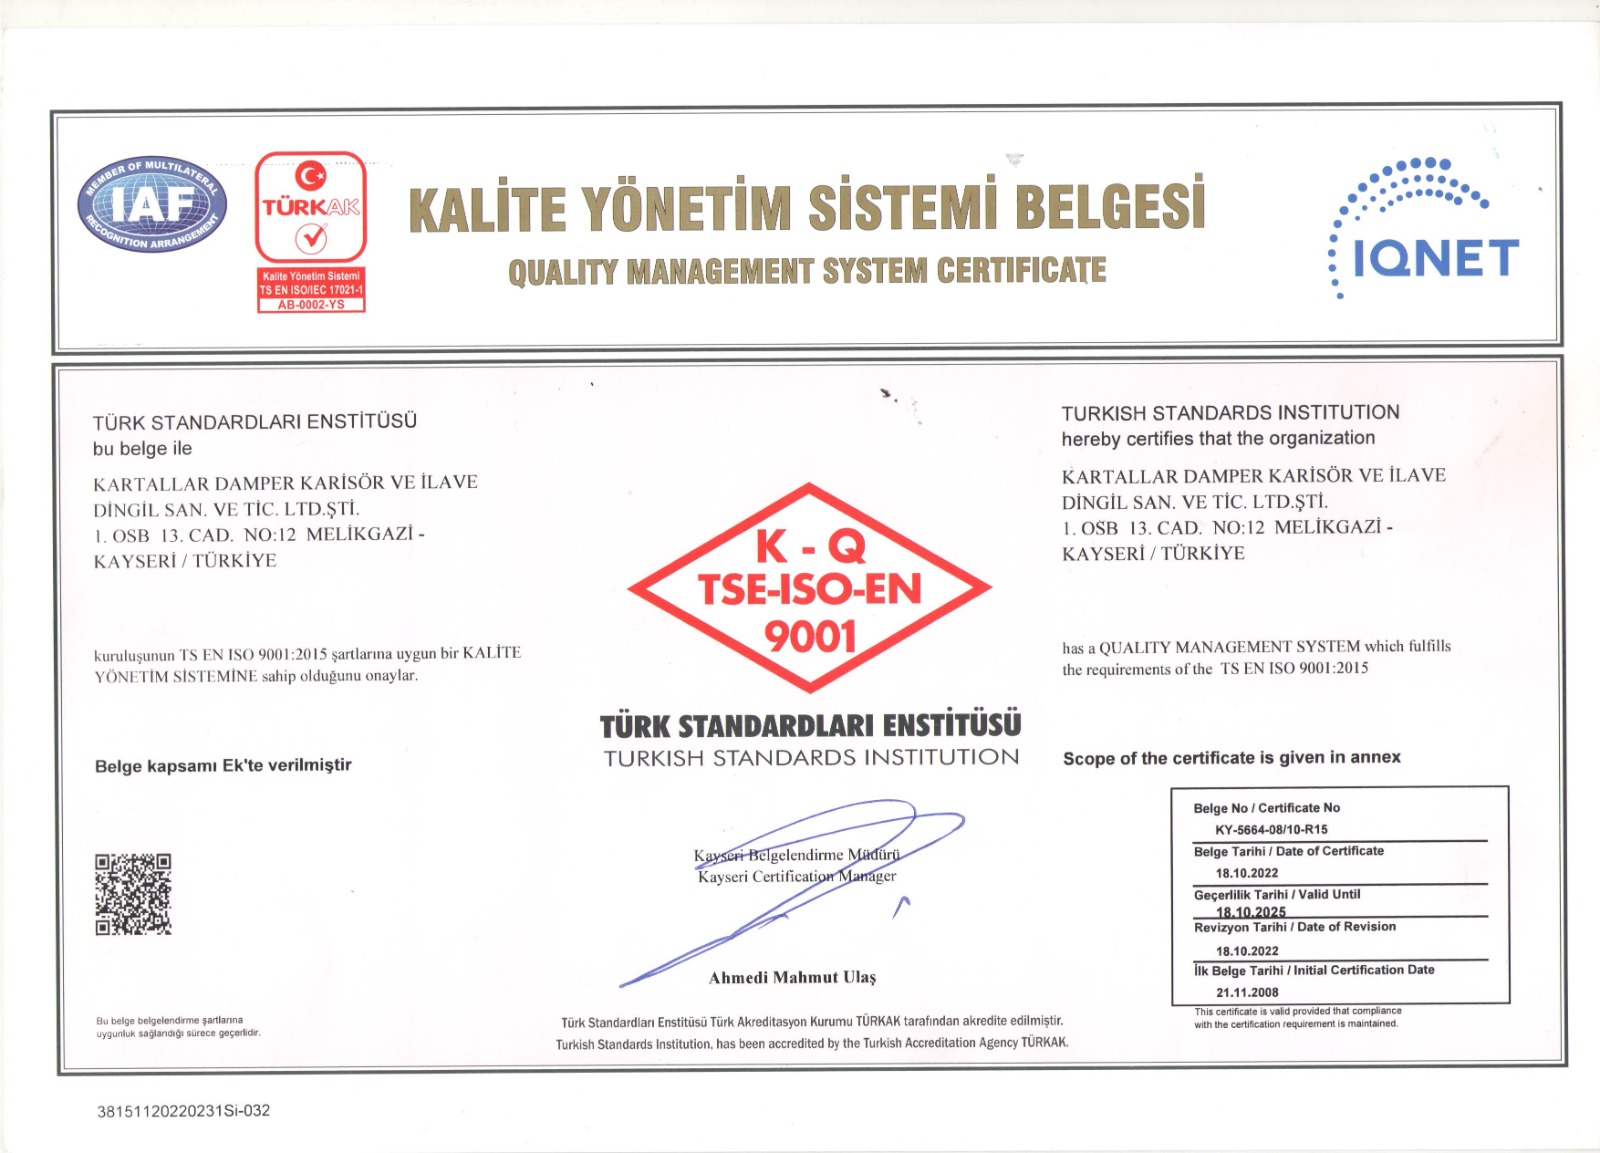 MEMBER OF MULTILATERAL
IAF
RECOGNITION ARRANGEMENT
TÜRKAK
Kalite Yönetim Sistemi
TS EN ISO/IEC 17021-1
AB-0002-YS
KALİTE YÖNETİM SİSTEMİ BELGESİ
QUALITY MANAGEMENT SYSTEM CERTIFICATE
IQNET
TÜRK STANDARDLARI ENSTİTÜSÜ
bu belge ile
KARTALLAR DAMPER KARİSÖR VE İLAVE
DİNGİL SAN. VE TİC. LTD.ŞTİ.
1. OSB 13. CAD. NO:12 MELİKGAZİ -
KAYSERİ / TÜRKİYE
kuruluşunun TS EN ISO 9001:2015 şartlarına uygun bir KALİTE
YÖNETİM SİSTEMİNE sahip olduğunu onaylar.
Belge kapsamı Ek'te verilmiştir
Bu belge belgelendirme şartlarına
uygunluk sağlandığı sürece geçerlidir.
K - Q
TSE-ISO-EN
9001
TÜRK STANDARDLARI ENSTİTÜSÜ
TURKISH STANDARDS INSTITUTION
Kayseri Belgelendirme Müdürü
Kayseri Certification Manager
Ahmedi Mahmut Ulaş
Türk Standardları Enstitüsü Türk Akreditasyon Kurumu TÜRKAK tarafından akredite edilmiştir.
Turkish Standards Institution, has been accredited by the Turkish Accreditation Agency TÜRKAK.
TURKISH STANDARDS INSTITUTION
hereby certifies that the organization
KARTALLAR DAMPER KARİSÖR VE İLAVE
DİNGİL SAN. VE TİC. LTD.ŞTİ.
1. OSB 13. CAD. NO:12 MELİKGAZİ -
KAYSERİ / TÜRKİYE
has a QUALITY MANAGEMENT SYSTEM which fulfills
the requirements of the TS EN ISO 9001:2015
Scope of the certificate is given in annex
Belge No / Certificate No
KY-5664-08/10-R15
Belge Tarihi / Date of Certificate
18.10.2022
Geçerlilik Tarihi / Valid Until
18.10.2025
Revizyon Tarihi / Date of Revision
18.10.2022
İlk Belge Tarihi / Initial Certification Date
21.11.2008
This certificate is valid provided that compliance
with the certification requirement is maintained.
38151120220231Si-032